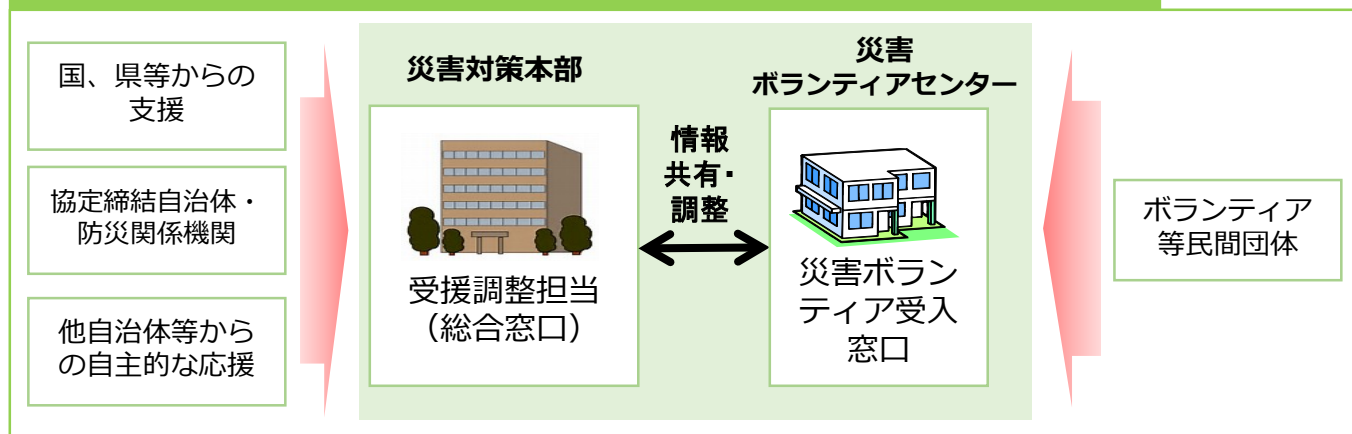 国、県等からの
支援
協定締結自治体・
防災関係機関
他自治体等から
の自主的な応援
災害対策本部
受援調整担当
（総合窓口）
情報
共有・
調整
災害
ボランティアセンター
災害ボラン
ティア受入
窓口
ボランティア
等民間団体